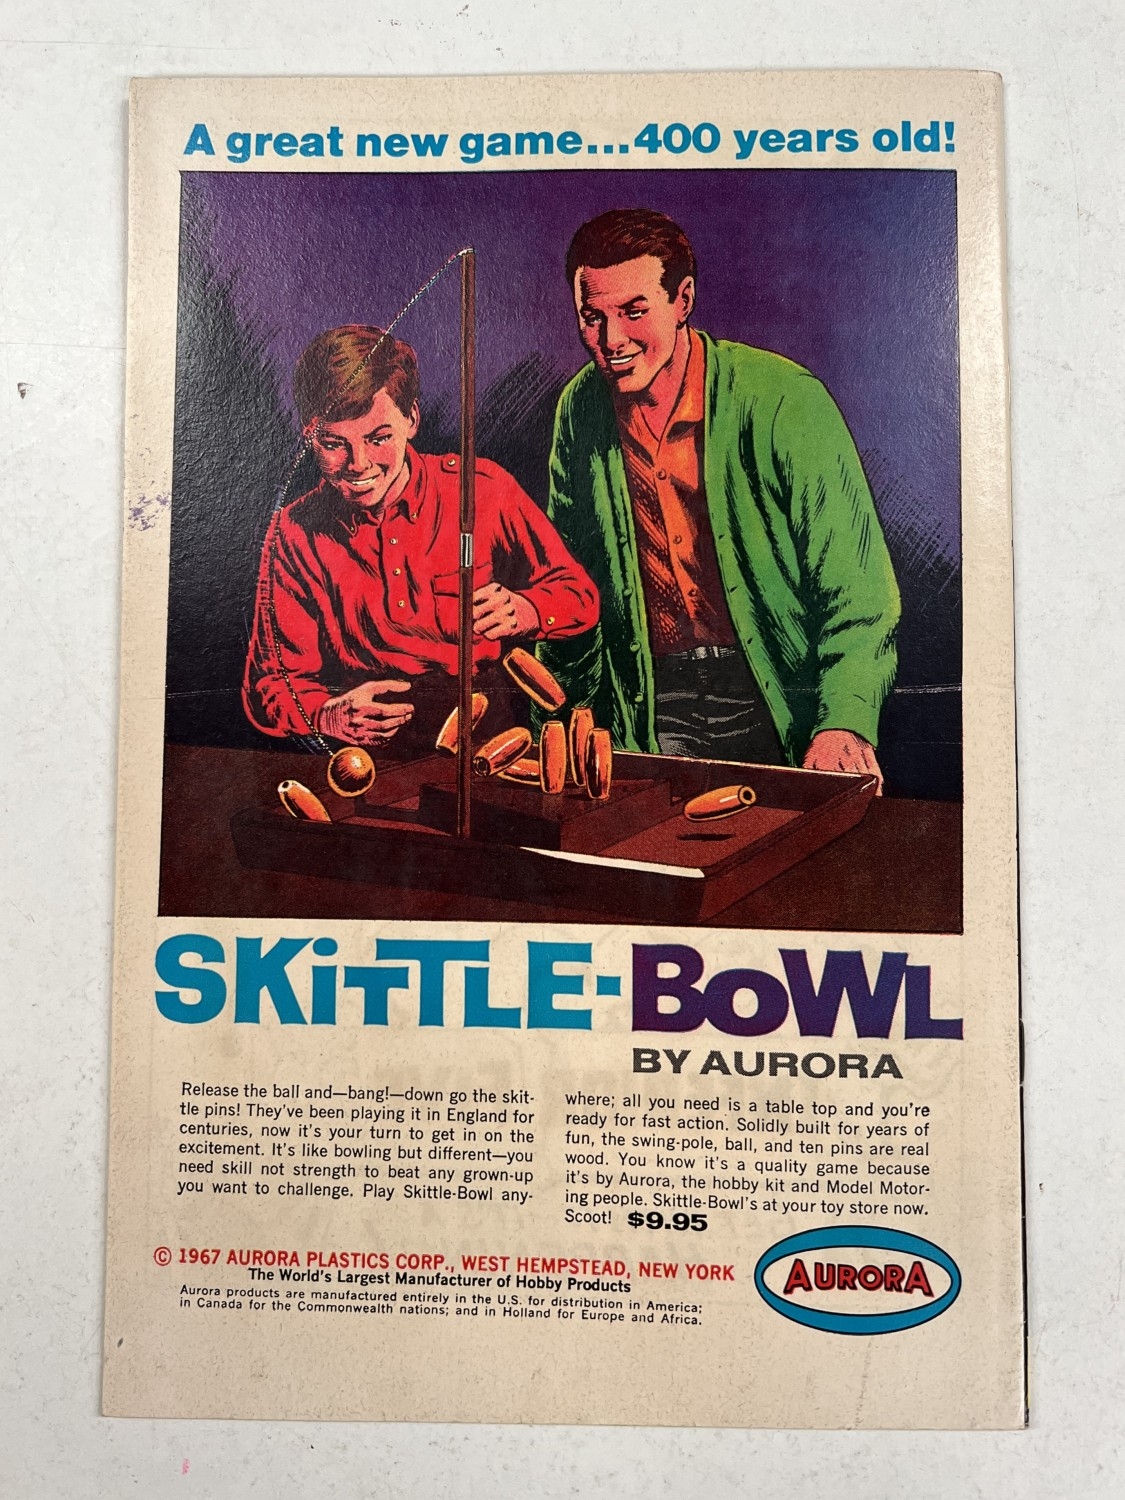 A great new game...400 years old!
SKiTTLE-BoWL
BY AURORA
Release the ball and—bang!—down go the skit-
tle pins! They've been playing it in England for
centuries, now it's your turn to get in on the
excitement. It's like bowling but different—you
need skill not strength to beat any grown-up
you want to challenge. Play Skittle-Bowl any-
where; all you need is a table top and you're
ready for fast action. Solidly built for years of
fun, the swing-pole, ball, and ten pins are real
wood. You know it's a quality game because
it's by Aurora, the hobby kit and Model Motor-
ing people. Skittle-Bowl's at your toy store now.
Scoot! $9.95
© 1967 AURORA PLASTICS CORP., WEST HEMPSTEAD, NEW YORK
The World's Largest Manufacturer of Hobby Products
Aurora products are manufactured entirely in the U.S. for distribution in America;
in Canada for the Commonwealth nations; and in Holland for Europe and Africa.
AURORA